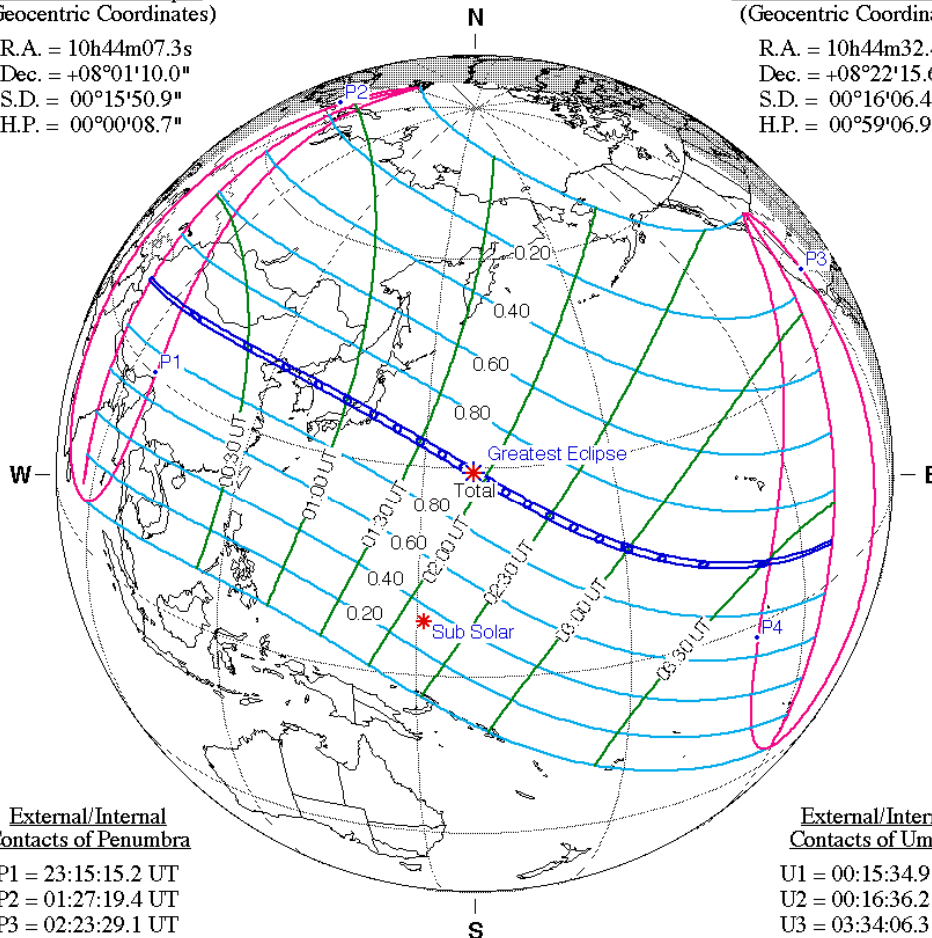 Geocentric Coordinates)
R.A. = 10h44m07.3s
Dec. = +08°01'10.0"
S.D. = 00°15'50.9"
H.P. = 00°00'08.7"
N
(Geocentric Coordina
R.A. = 10h44m32.4
Dec. = +08°22'15.6
S.D. = 00°16'06.4
H.P. = 00°59'06.9
P2
P3
0.20
0.40
P1
0.60
0.80
00:30 UT
Greatest Eclipse
W
E
01:00 UT
Total
01:30 UT
0.80
0.60
02:00 UT
0.40
02:30 UT
0.20
03:00 UT
Sub Solar
P4
03:30 UT
External/Internal
Contacts of Penumbra
P1 = 23:15:15.2 UT
P2 = 01:27:19.4 UT
P3 = 02:23:29.1 UT
External/Intern
Contacts of Um
U1 = 00:15:34.9
U2 = 00:16:36.2
U3 = 03:34:06.3
S